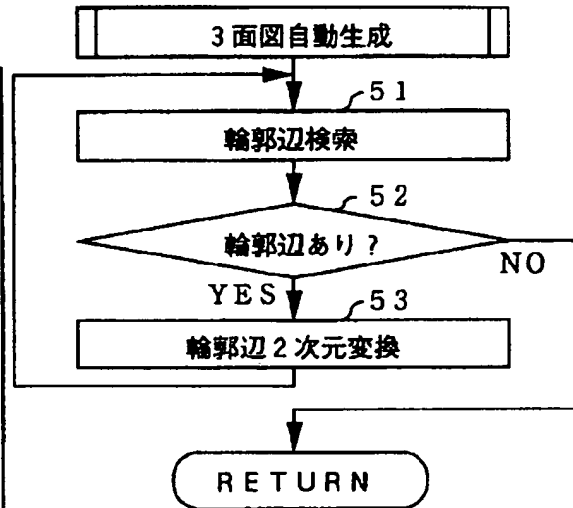 3面図自動生成
51
輪郭辺検索
52
輪郭辺あり?
NO
YES
53
輪郭辺2次元変換
RETURN